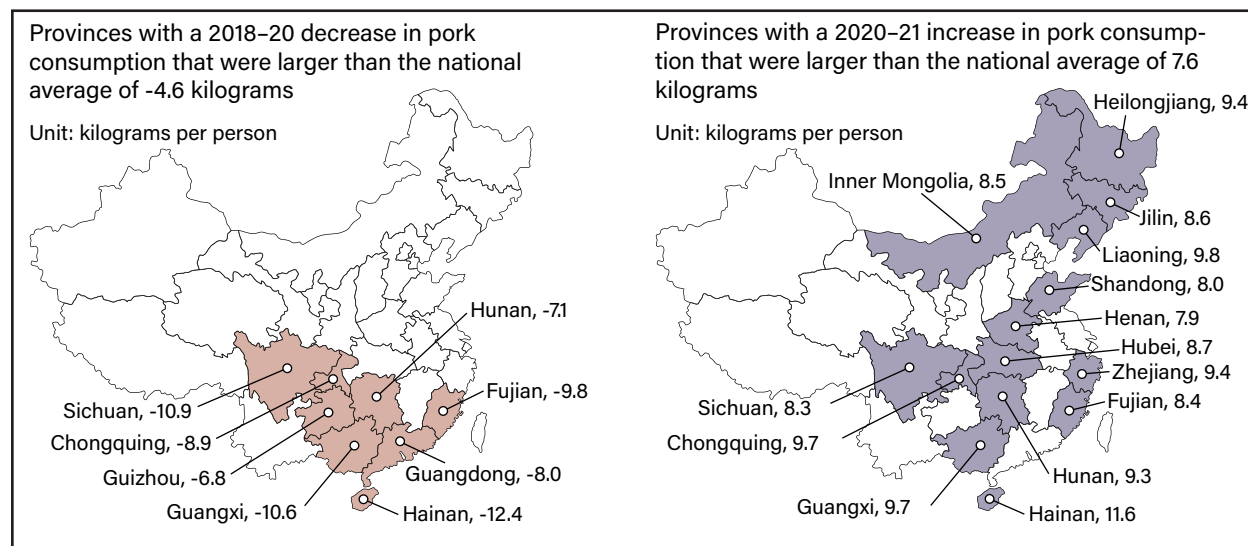 Provinces with a 2018–20 decrease in pork
consumption that were larger than the national
average of -4.6 kilograms
Unit: kilograms per person
Hunan, -7.1
Fujian, -9.8
Sichuan, -10.9
Chongquing, -8.9
Guizhou, -6.8
Guangdong, -8.0
Guangxi, -10.6
Hainan, -12.4
Provinces with a 2020–21 increase in pork consump-
tion that were larger than the national average of 7.6
kilograms
Unit: kilograms per person
Heilongjiang, 9.4
Inner Mongolia, 8.5
Jilin, 8.6
Liaoning, 9.8
Shandong, 8.0
Henan, 7.9
Hubei, 8.7
Zhejiang, 9.4
Sichuan, 8.3
Fujian, 8.4
Chongquing, 9.7
Hunan, 9.3
Guangxi, 9.7
Hainan, 11.6